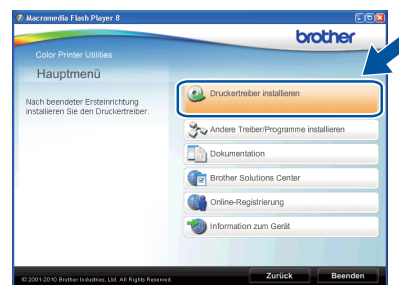 Macromedia Flash Player 8
brother
Color Printer Utilities
Hauptmenü
Nach beendeter Ersteinrichtung
installieren Sie den Druckertreiber.
Druckertreiber installieren
Andere Treiber/Programme installieren
Dokumentation
Brother Solutions Center
Online-Registrierung
Information zum Gerät
© 2001-2010 Brother Industries, Ltd. All Rights Reserved.
Zurück
Beenden